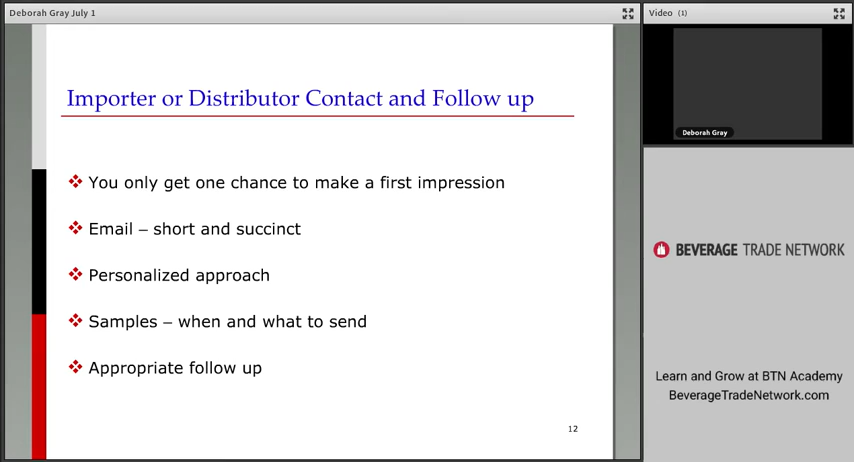 Deborah Gray July 1
Video (1)
Importer or Distributor Contact and Follow up
You only get one chance to make a first impression
Email – short and succinct
Personalized approach
Samples – when and what to send
Appropriate follow up
12
Deborah Gray
BEVERAGE TRADE NETWORK
Learn and Grow at BTN Academy
BeverageTradeNetwork.com